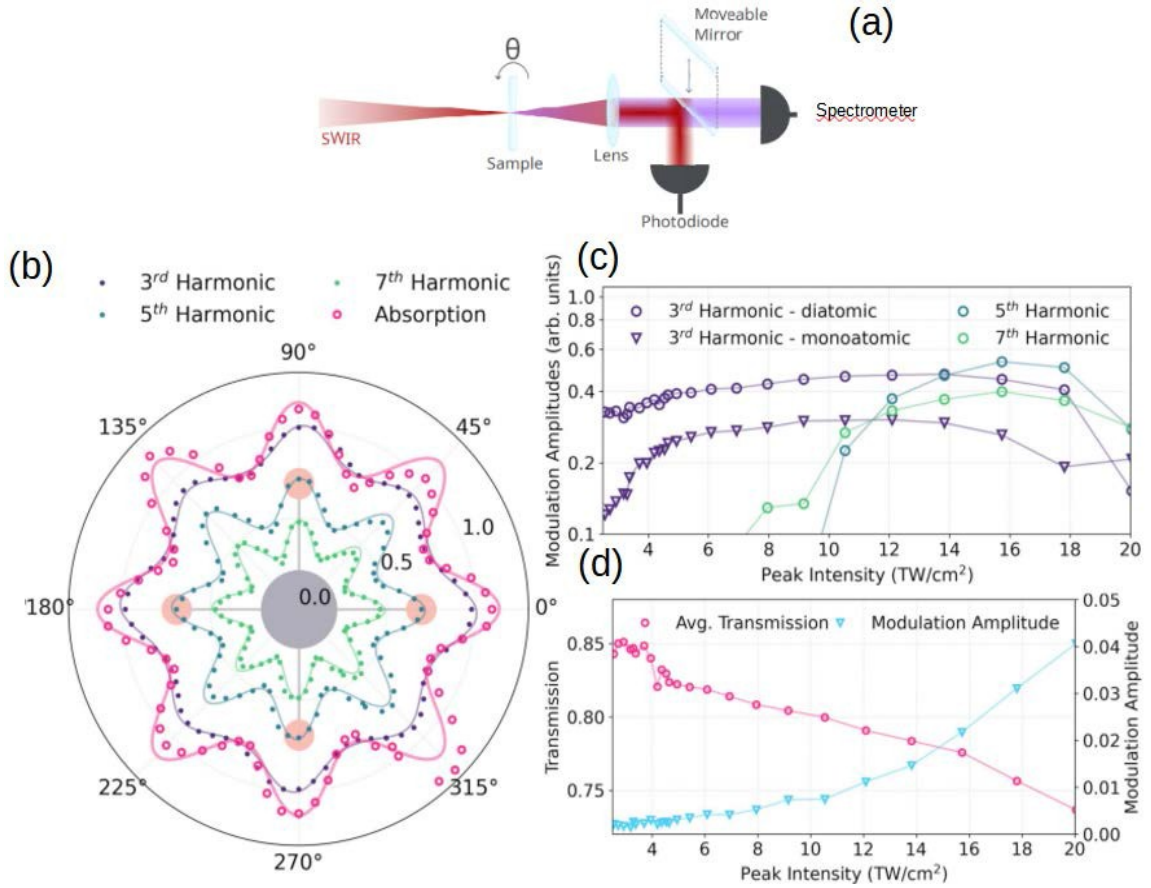 Moveable
Mirror
(a)
θ
Spectrometer
SWIR
Sample
Lens
Photodiode
(b)
3rd Harmonic
7th Harmonic
5th Harmonic
Absorption
90°
135°
45°
1.0
0.5
0.0
180°
0°
225°
315°
270°
(c)
Modulation Amplitudes (arb. units)
1.0
0.8
0.6
0.4
0.2
0.1
3rd Harmonic - diatomic
5th Harmonic
3rd Harmonic - monoatomic
7th Harmonic
4 6 8 10 12 14 16 18 20
Peak Intensity (TW/cm2)
(d)
Transmission
0.85
0.80
0.75
Avg. Transmission
Modulation Amplitude
0.05
0.04
0.03
0.02
0.01
0.00
Modulation Amplitude
4 6 8 10 12 14 16 18 20
Peak Intensity (TW/cm2)